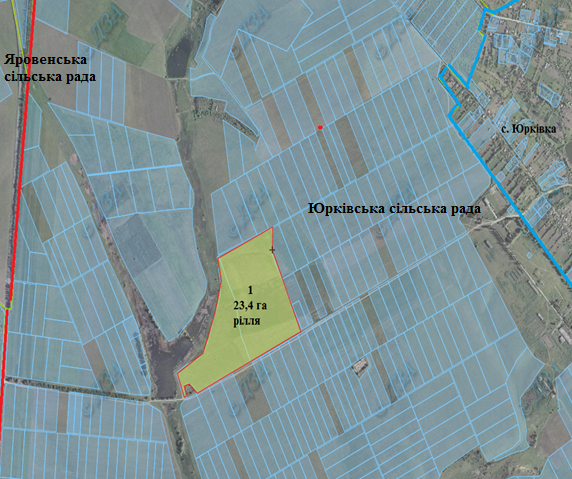 Яровенська
сільська рада
с. Юрківка
Юрківська сільська рада
1
23,4 га
рілля